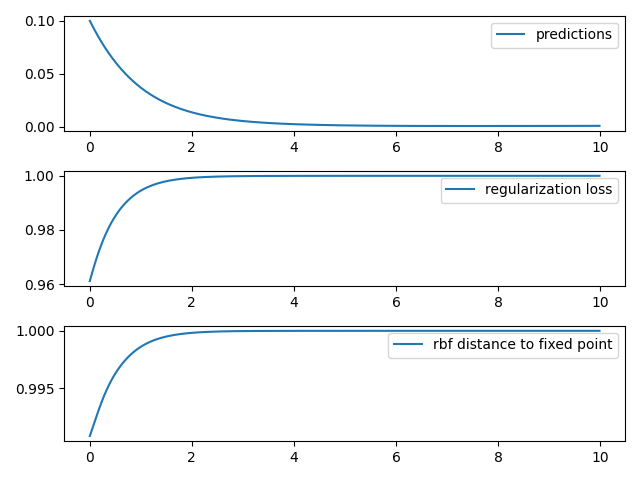 0.10
predictions
0.05
0.00
0 2 4 6 8 10
1.00
regularization loss
0.98
0.96
0 2 4 6 8 10
1.000
rbf distance to fixed point
0.995
0 2 4 6 8 10